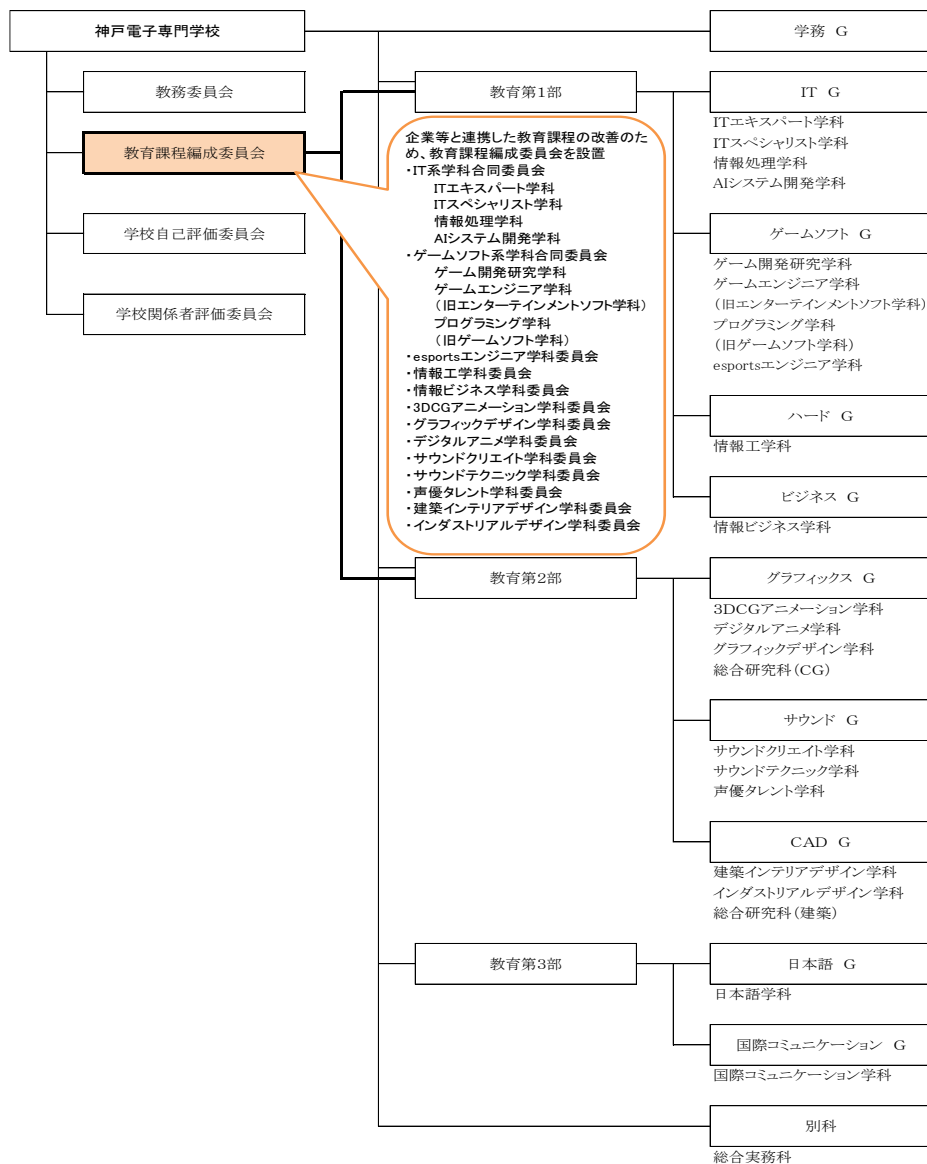 神戸電子専門学校
学務 G
教務委員会
教育課程編成委員会
学校自己評価委員会
学校関係者評価委員会
教育第1部
企業等と連携した教育課程の改善のた
め、教育課程編成委員会を設置
・IT系学科合同委員会
ITエキスパート学科
ITスペシャリスト学科
情報処理学科
AIシステム開発学科
・ゲームソフト系学科合同委員会
ゲーム開発研究学科
ゲームエンジニア学科
(旧エンターテインメントソフト学科)
プログラミング学科
(旧ゲームソフト学科)
・esportsエンジニア学科委員会
・情報工学科委員会
・情報ビジネス学科委員会
・3DCGアニメーション学科委員会
・グラフィックデザイン学科委員会
・デジタルアニメ学科委員会
・サウンドクリエイト学科委員会
・サウンドテクニック学科委員会
・声優タレント学科委員会
・建築インテリアデザイン学科委員会
・インダストリアルデザイン学科委員会
IT G
ITエキスパート学科
ITスペシャリスト学科
情報処理学科
AIシステム開発学科
ゲームソフト G
ゲーム開発研究学科
ゲームエンジニア学科
(旧エンターテインメントソフト学科)
プログラミング学科
(旧ゲームソフト学科)
esportsエンジニア学科
ハード G
情報工学科
ビジネス G
情報ビジネス学科
教育第2部
グラフィックス G
3DCGアニメーション学科
デジタルアニメ学科
グラフィックデザイン学科
総合研究科(CG)
サウンド G
サウンドクリエイト学科
サウンドテクニック学科
声優タレント学科
CAD G
建築インテリアデザイン学科
インダストリアルデザイン学科
総合研究科(建築)
教育第3部
日本語 G
日本語学科
国際コミュニケーション G
国際コミュニケーション学科
別科
総合実務科